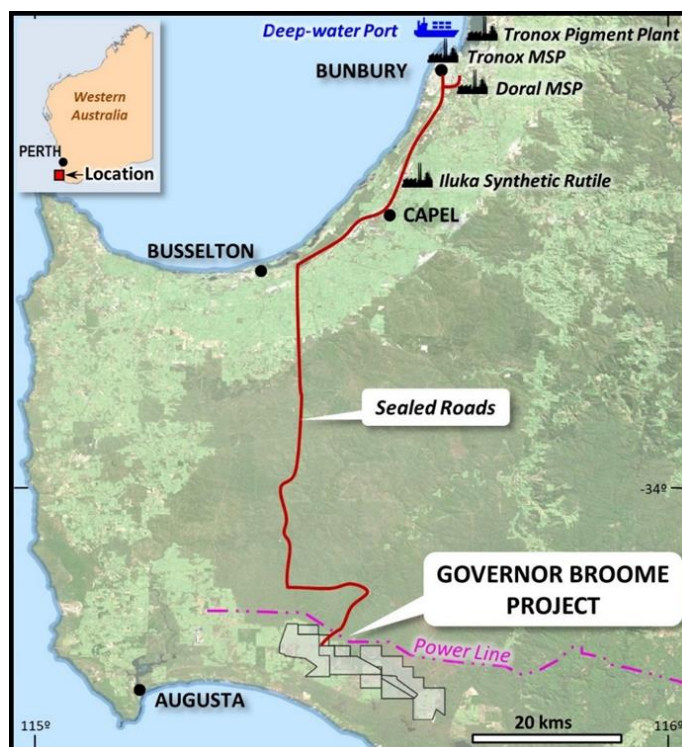 Deep-water Port
Tronox Pigment Plant
Tronox MSP
BUNBURY
Doral MSP
Western
Australia
PERTH
Location
Iluka Synthetic Rutile
CAPEL
BUSSELTON
Sealed Roads
-34º
GOVERNOR BROOME
PROJECT
Power Line
AUGUSTA
20 kms
115º
116º